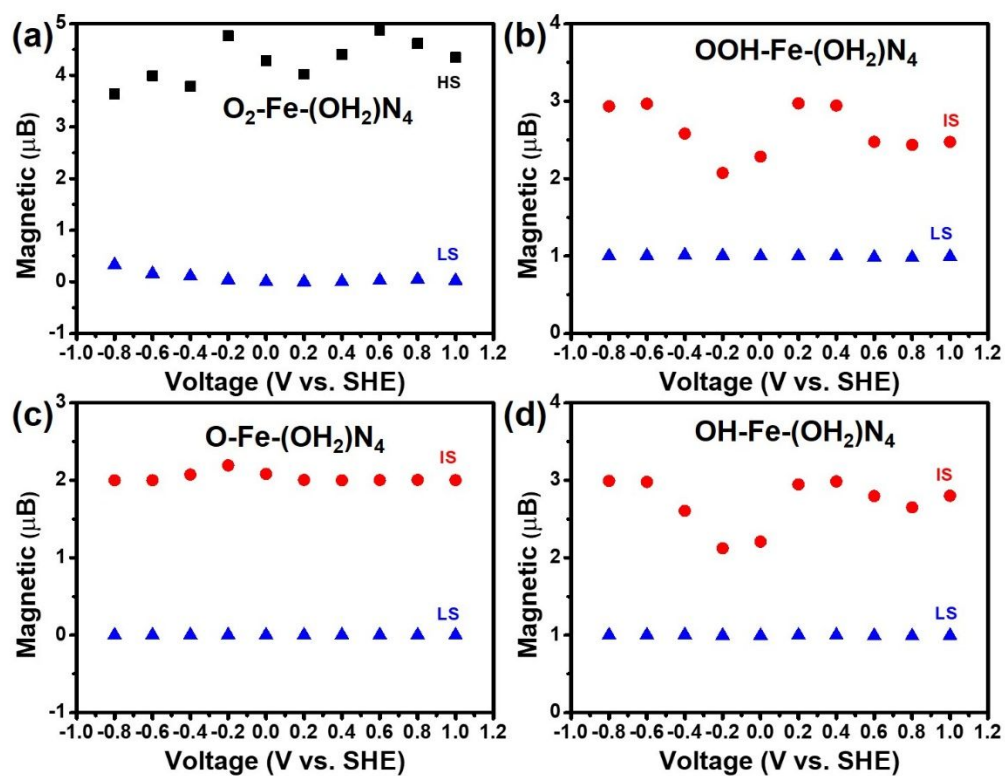 (a)
5
4
3
2
1
0
-1
Magnetic (μB)
HS
O₂-Fe-(OH₂)N₄
LS
-1.0 -0.8 -0.6 -0.4 -0.2 0.0 0.2 0.4 0.6 0.8 1.0 1.2
Voltage (V vs. SHE)
(b)
4
3
2
1
0
Magnetic (μB)
OOH-Fe-(OH₂)N₄
IS
LS
-1.0 -0.8 -0.6 -0.4 -0.2 0.0 0.2 0.4 0.6 0.8 1.0 1.2
Voltage (V vs. SHE)
(c)
3
2
1
0
-1
Magnetic (μB)
O-Fe-(OH₂)N₄
IS
LS
-1.0 -0.8 -0.6 -0.4 -0.2 0.0 0.2 0.4 0.6 0.8 1.0 1.2
Voltage (V vs. SHE)
(d)
4
3
2
1
0
Magnetic (μB)
OH-Fe-(OH₂)N₄
IS
LS
-1.0 -0.8 -0.6 -0.4 -0.2 0.0 0.2 0.4 0.6 0.8 1.0 1.2
Voltage (V vs. SHE)